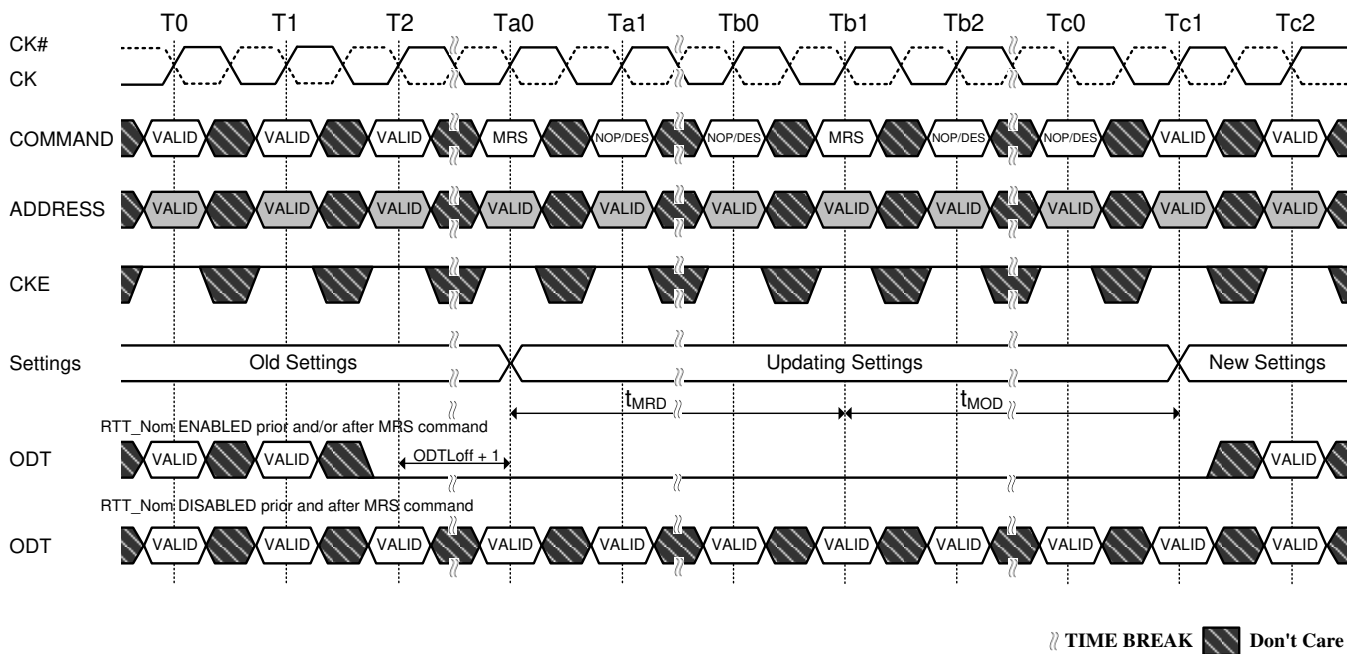 T0 T1 T2 Ta0 Ta1 Tb0 Tb1 Tb2 Tc0 Tc1 Tc2
CK#
CK
COMMAND VALID VALID VALID MRS NOP/DES NOP/DES MRS NOP/DES NOP/DES VALID VALID
ADDRESS VALID VALID VALID VALID VALID VALID VALID VALID VALID VALID VALID
CKE
Settings Old Settings Updating Settings New Settings
tMRD tMOD
RTT_Nom ENABLED prior and/or after MRS command
ODT VALID VALID ODTLoff + 1 VALID
RTT_Nom DISABLED prior and after MRS command
ODT VALID VALID VALID VALID VALID VALID VALID VALID VALID VALID VALID
TIME BREAK Don't Care